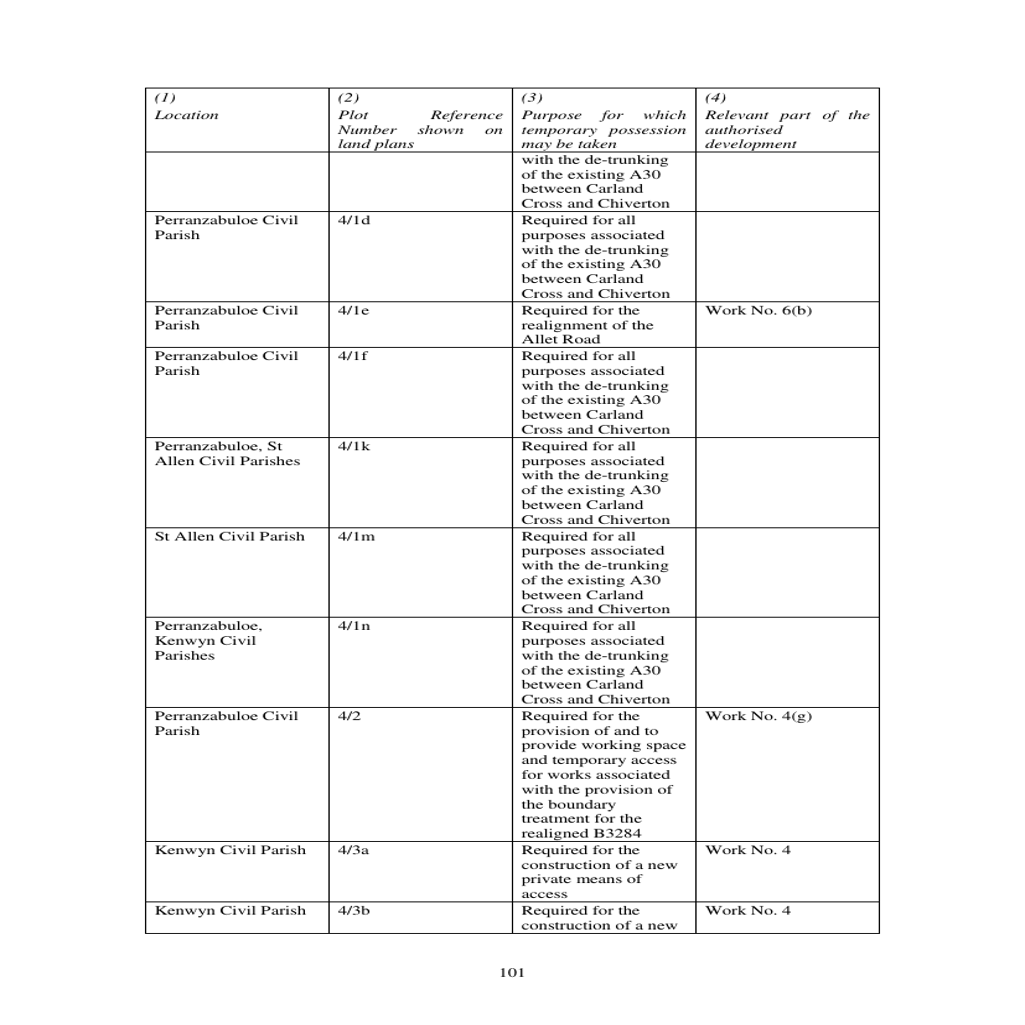 (1) (2) (3) (4)
Location Plot Reference Purpose for which Relevant part of the
Number shown on temporary possession authorised
land plans may be taken development
with the de-trunking
of the existing A30
between Carland
Cross and Chiverton
Perranzabuloe Civil 4/1d Required for all
Parish purposes associated
with the de-trunking
of the existing A30
between Carland
Cross and Chiverton
Perranzabuloe Civil 4/1e Required for the Work No. 6(b)
Parish realignment of the
Allet Road
Perranzabuloe Civil 4/1f Required for all
Parish purposes associated
with the de-trunking
of the existing A30
between Carland
Cross and Chiverton
Perranzabuloe, St 4/1k Required for all
Allen Civil Parishes purposes associated
with the de-trunking
of the existing A30
between Carland
Cross and Chiverton
St Allen Civil Parish 4/1m Required for all
purposes associated
with the de-trunking
of the existing A30
between Carland
Cross and Chiverton
Perranzabuloe, 4/1n Required for all
Kenwyn Civil purposes associated
Parishes with the de-trunking
of the existing A30
between Carland
Cross and Chiverton
Perranzabuloe Civil 4/2 Required for the Work No. 4(g)
Parish provision of and to
provide working space
and temporary access
for works associated
with the provision of
the boundary
treatment for the
realigned B3284
Kenwyn Civil Parish 4/3a Required for the Work No. 4
construction of a new
private means of
access
Kenwyn Civil Parish 4/3b Required for the Work No. 4
construction of a new
101